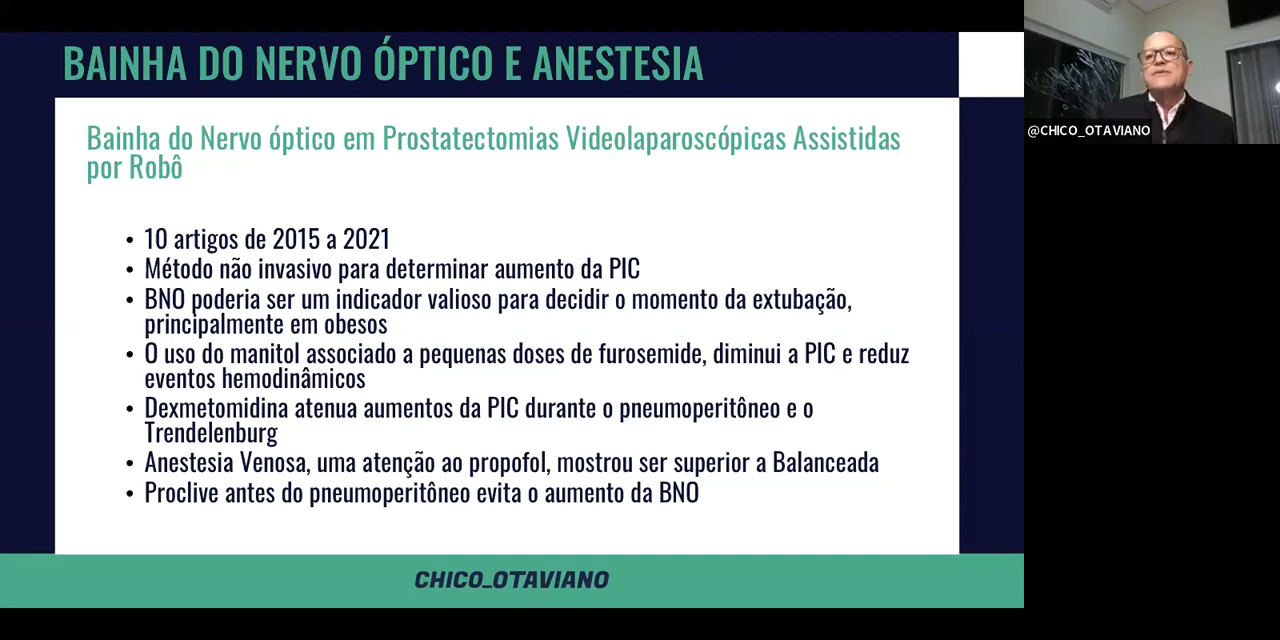 BAINHA DO NERVO ÓPTICO E ANESTESIA
Bainha do Nervo óptico em Prostatectomias Videolaparoscópicas Assistidas
por Robô
• 10 artigos de 2015 a 2021
• Método não invasivo para determinar aumento da PIC
• BNO poderia ser um indicador valioso para decidir o momento da extubação,
principalmente em obesos
• O uso do manitol associado a pequenas doses de furosemide, diminui a PIC e reduz
eventos hemodinâmicos
• Dexmetomidina atenua aumentos da PIC durante o pneumoperitôneo e o
Trendelenburg
• Anestesia Venosa, uma atenção ao propofol, mostrou ser superior a Balanceada
• Proclive antes do pneumoperitôneo evita o aumento da BNO
CHICO_OTAVIANO
@CHICO_OTAVIANO